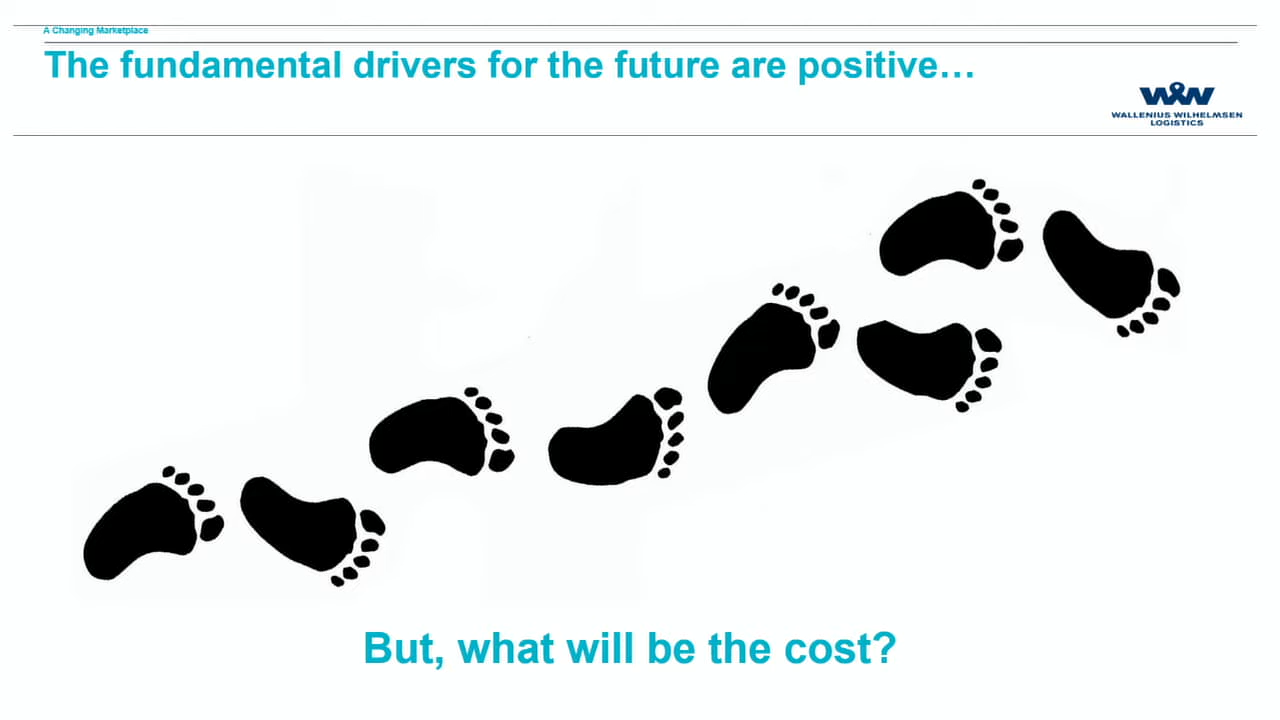 A Changing Marketplace
The fundamental drivers for the future are positive…
W&W
WALLENIUS WILHELMSEN
LOGISTICS
But, what will be the cost?